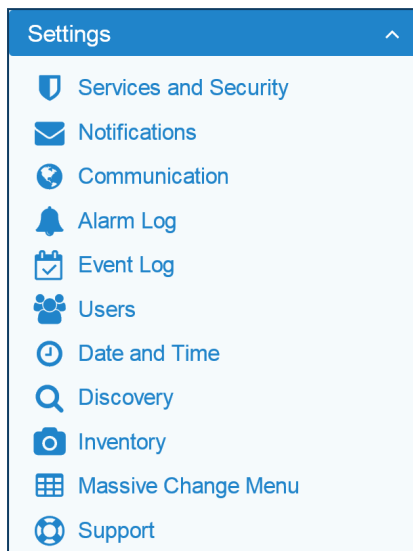 Settings
Services and Security
Notifications
Communication
Alarm Log
Event Log
Users
Date and Time
Discovery
Inventory
Massive Change Menu
Support